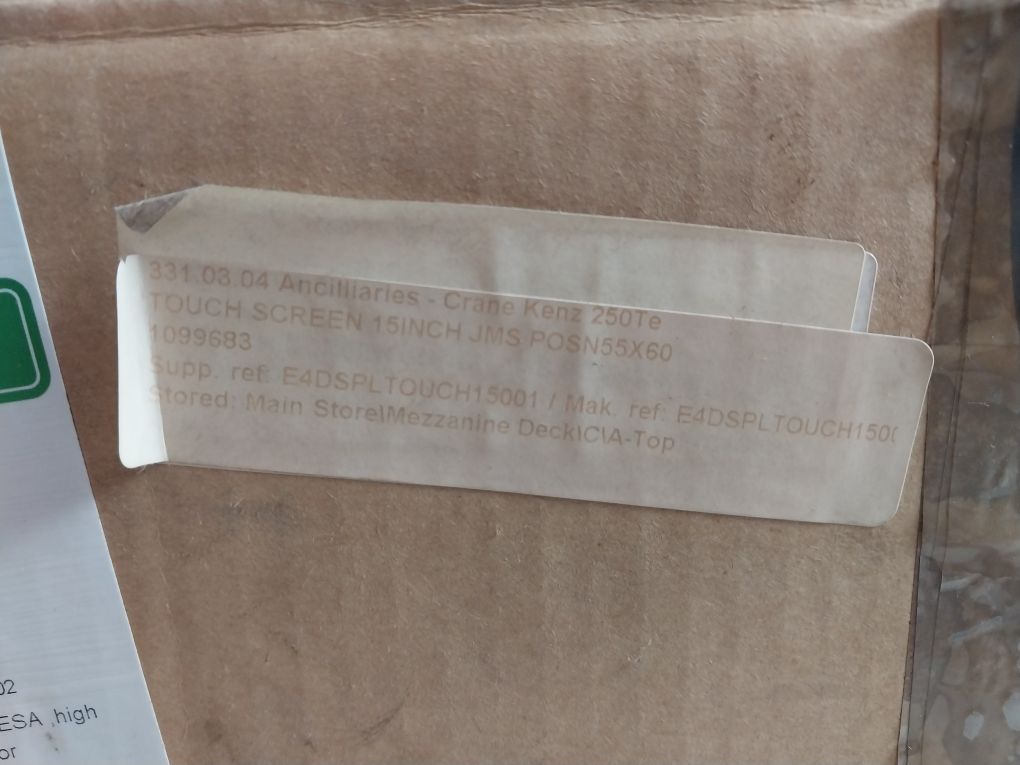 331.03.04 Ancilliaries - Crane Kenz 250Te
TOUCH SCREEN 15INCH JMS POSN55X60
1099683
Supp. ref: E4DSPLTOUCH15001 / Mak. ref: E4DSPLTOUCH150
Stored: Main Store\Mezzanine Deck\C\A-Top
02
ESA ,high
or